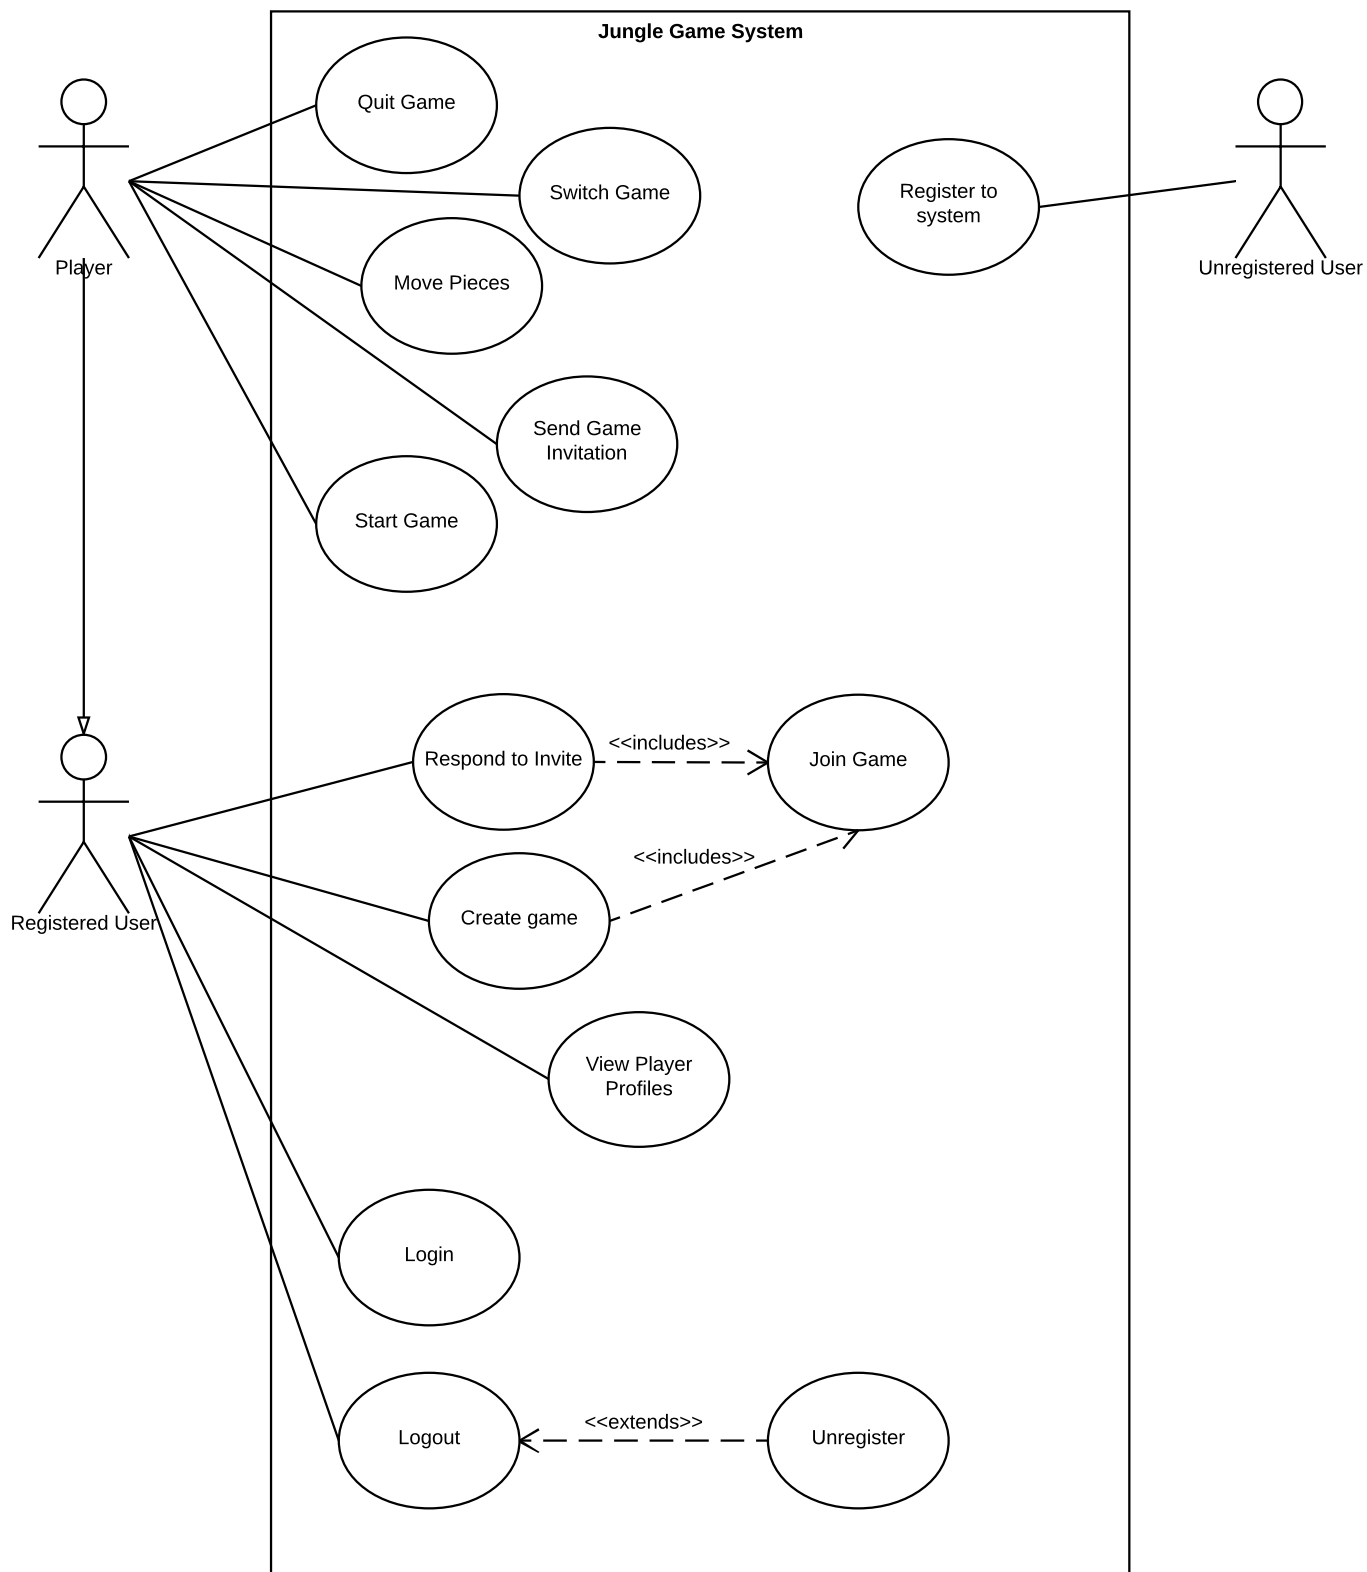 Jungle Game System
Quit Game
Switch Game
Register to
system
Move Pieces
Player
Unregistered User
Send Game
Invitation
Start Game
Respond to Invite
<<includes>>
Join Game
<<includes>>
Create game
Registered User
View Player
Profiles
Login
Logout
<<extends>>
Unregister